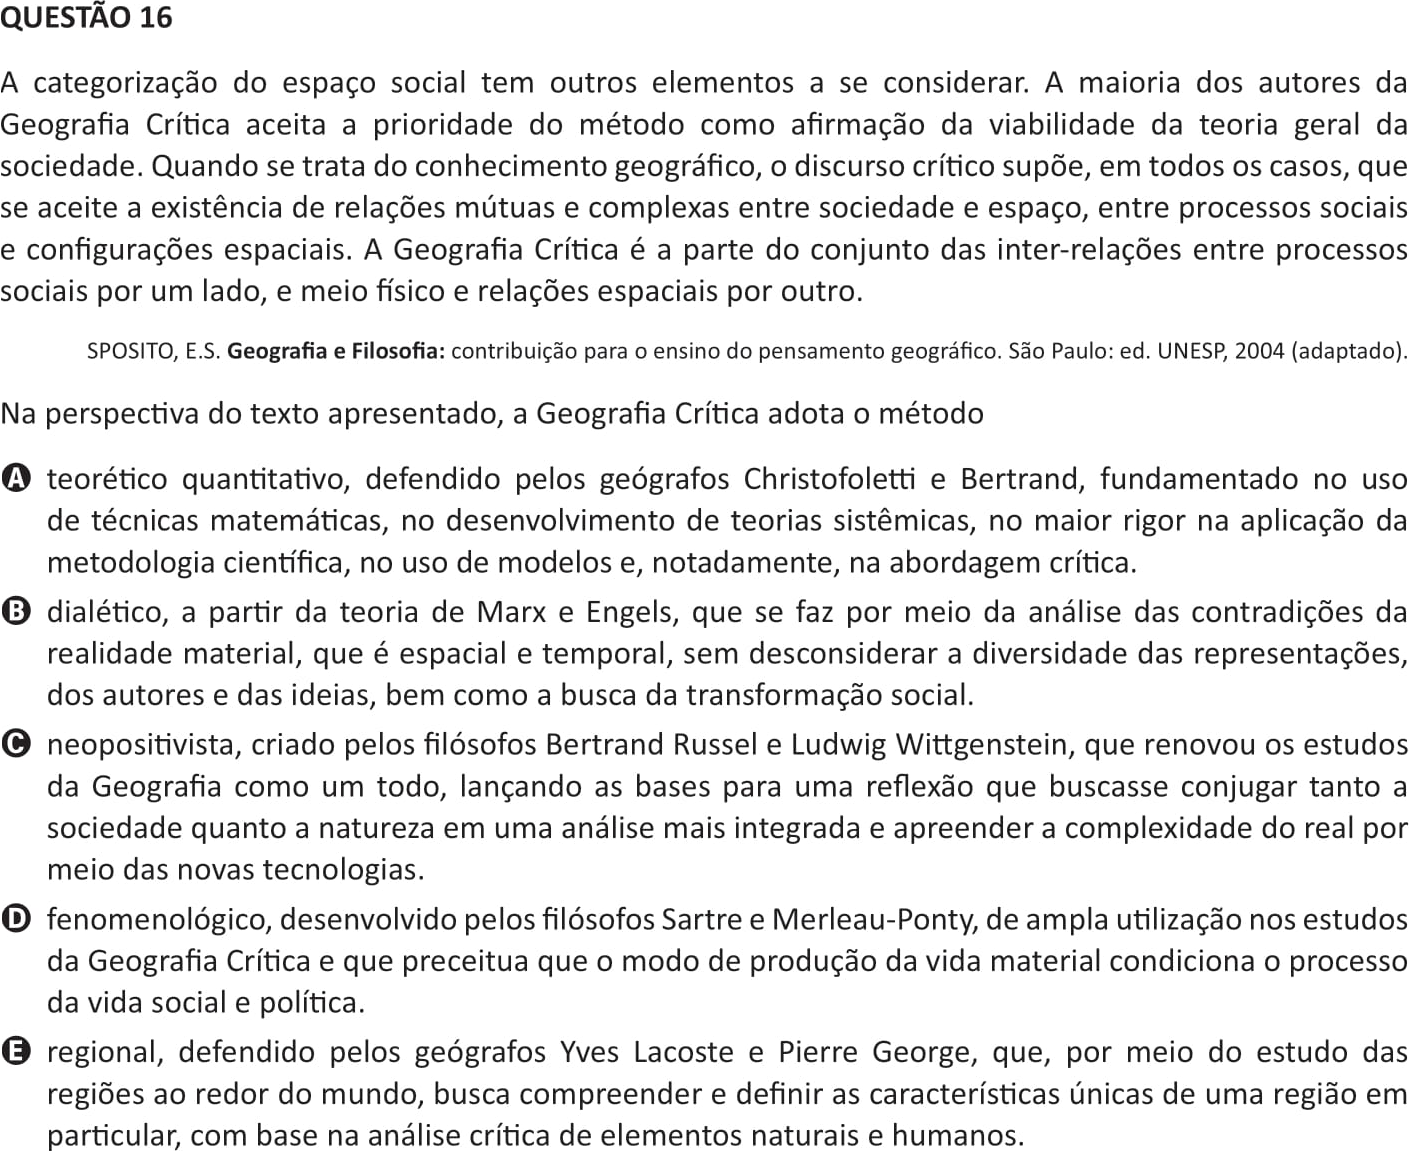 QUESTÃO 16
A categorização do espaço social tem outros elementos a se considerar. A maioria dos autores da
Geografia Crítica aceita a prioridade do método como afirmação da viabilidade da teoria geral da
sociedade. Quando se trata do conhecimento geográfico, o discurso crítico supõe, em todos os casos, que
se aceite a existência de relações mútuas e complexas entre sociedade e espaço, entre processos sociais
e configurações espaciais. A Geografia Crítica é a parte do conjunto das inter-relações entre processos
sociais por um lado, e meio físico e relações espaciais por outro.
SPOSITO, E.S. Geografia e Filosofia: contribuição para o ensino do pensamento geográfico. São Paulo: ed. UNESP, 2004 (adaptado).
Na perspectiva do texto apresentado, a Geografia Crítica adota o método
A teorético quantitativo, defendido pelos geógrafos Christofoletti e Bertrand, fundamentado no uso
de técnicas matemáticas, no desenvolvimento de teorias sistêmicas, no maior rigor na aplicação da
metodologia científica, no uso de modelos e, notadamente, na abordagem crítica.
B dialético, a partir da teoria de Marx e Engels, que se faz por meio da análise das contradições da
realidade material, que é espacial e temporal, sem desconsiderar a diversidade das representações,
dos autores e das ideias, bem como a busca da transformação social.
C neopositivista, criado pelos filósofos Bertrand Russel e Ludwig Wittgenstein, que renovou os estudos
da Geografia como um todo, lançando as bases para uma reflexão que buscasse conjugar tanto a
sociedade quanto a natureza em uma análise mais integrada e apreender a complexidade do real por
meio das novas tecnologias.
D fenomenológico, desenvolvido pelos filósofos Sartre e Merleau-Ponty, de ampla utilização nos estudos
da Geografia Crítica e que preceitua que o modo de produção da vida material condiciona o processo
da vida social e política.
E regional, defendido pelos geógrafos Yves Lacoste e Pierre George, que, por meio do estudo das
regiões ao redor do mundo, busca compreender e definir as características únicas de uma região em
particular, com base na análise crítica de elementos naturais e humanos.